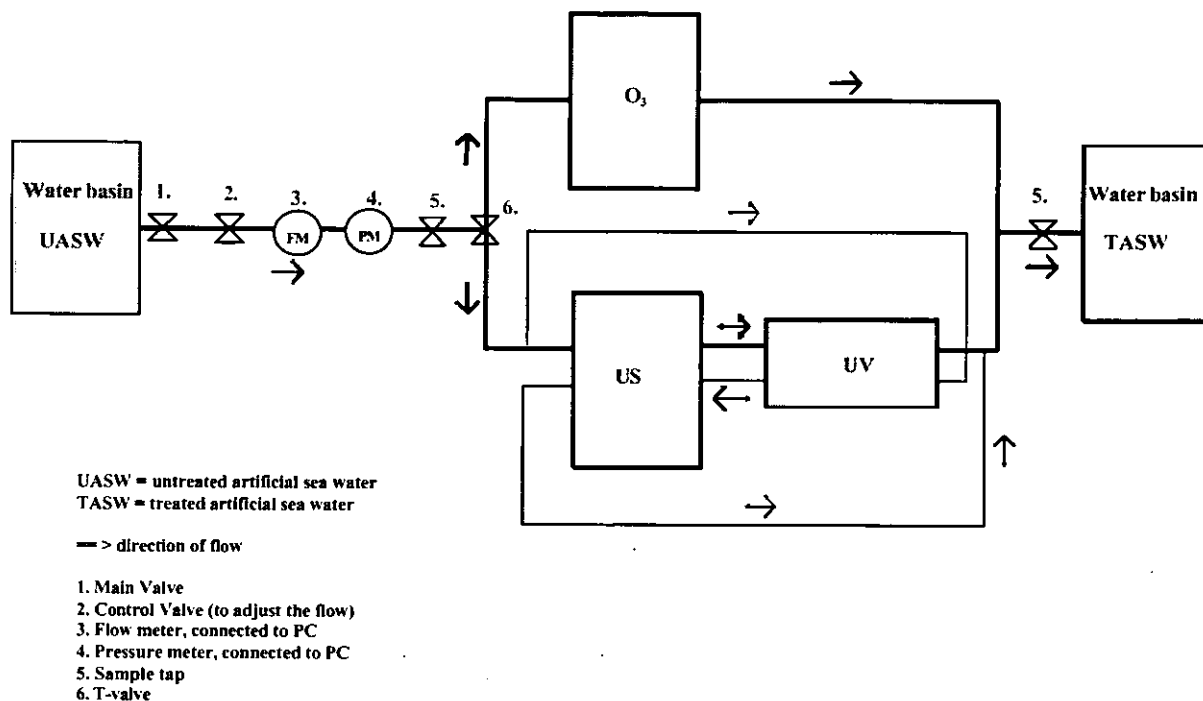 O₃
Water basin
UASW
1.
2.
3.
4.
5.
6.
FM
PM
5.
Water basin
TASW
US
UV
UASW = untreated artificial sea water
TASW = treated artificial sea water
= > direction of flow
1. Main Valve
2. Control Valve (to adjust the flow)
3. Flow meter, connected to PC
4. Pressure meter, connected to PC
5. Sample tap
6. T-valve